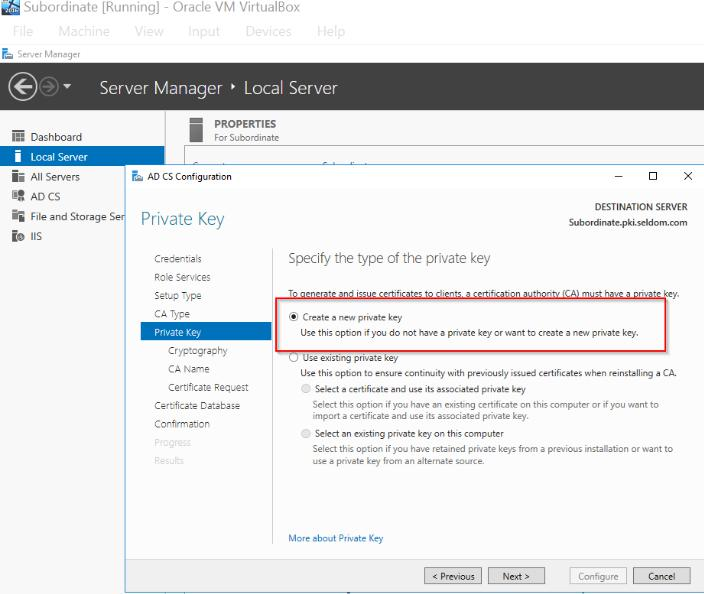 Subordinate [Running] - Oracle VM VirtualBox
File Machine View Input Devices Help
Server Manager
Server Manager • Local Server
Dashboard
Local Server
All Servers
AD CS
File and Storage Ser
IIS
PROPERTIES
For Subordinate
AD CS Configuration
Private Key
DESTINATION SERVER
Subordinate.pki.seldom.com
Credentials
Role Services
Setup Type
CA Type
Private Key
Cryptography
CA Name
Certificate Request
Certificate Database
Confirmation
Progress
Results
Specify the type of the private key
To generate and issue certificates to clients, a certification authority (CA) must have a private key.
Create a new private key
Use this option if you do not have a private key or want to create a new private key.
Use existing private key
Use this option to ensure continuity with previously issued certificates when reinstalling a CA.
Select a certificate and use its associated private key
Select this option if you have an existing certificate on this computer or if you want to
import a certificate and use its associated private key.
Select an existing private key on this computer
Select this option if you have retained private keys from a previous installation or want to
use a private key from an alternate source.
More about Private Key
< Previous Next > Configure Cancel